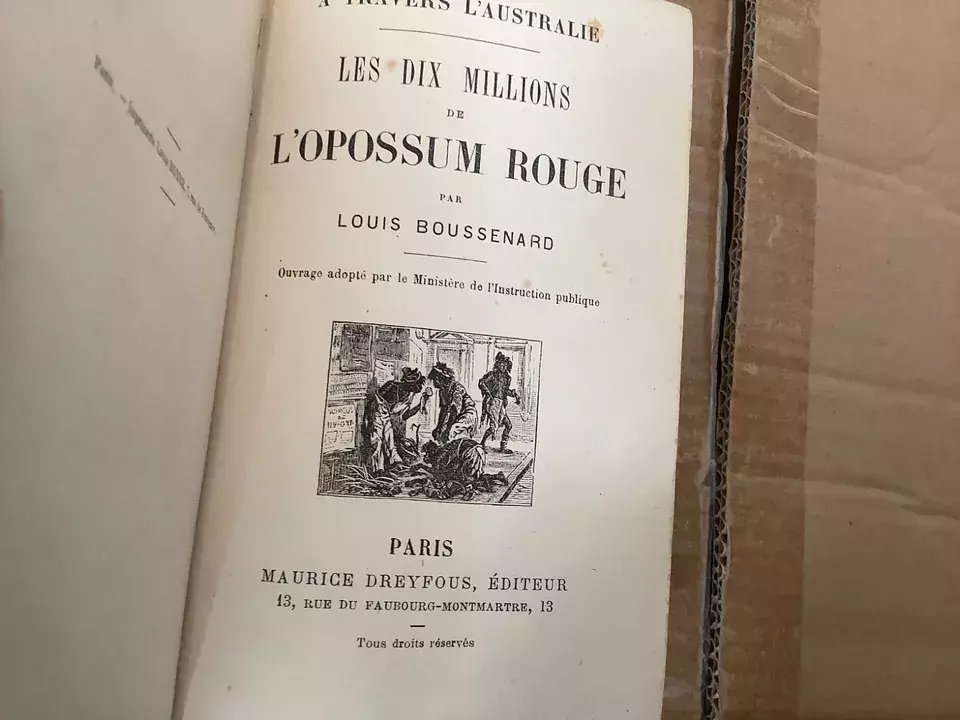 A TRAVERS L'AUSTRALIE
LES DIX MILLIONS
DE
L'OPOSSUM ROUGE
PAR
LOUIS BOUSSENARD
Ouvrage adopté par le Ministère de l'Instruction publique
PARIS
MAURICE DREYFOUS, ÉDITEUR
13, RUE DU FAUBOURG-MONTMARTRE, 13
Tous droits réservés